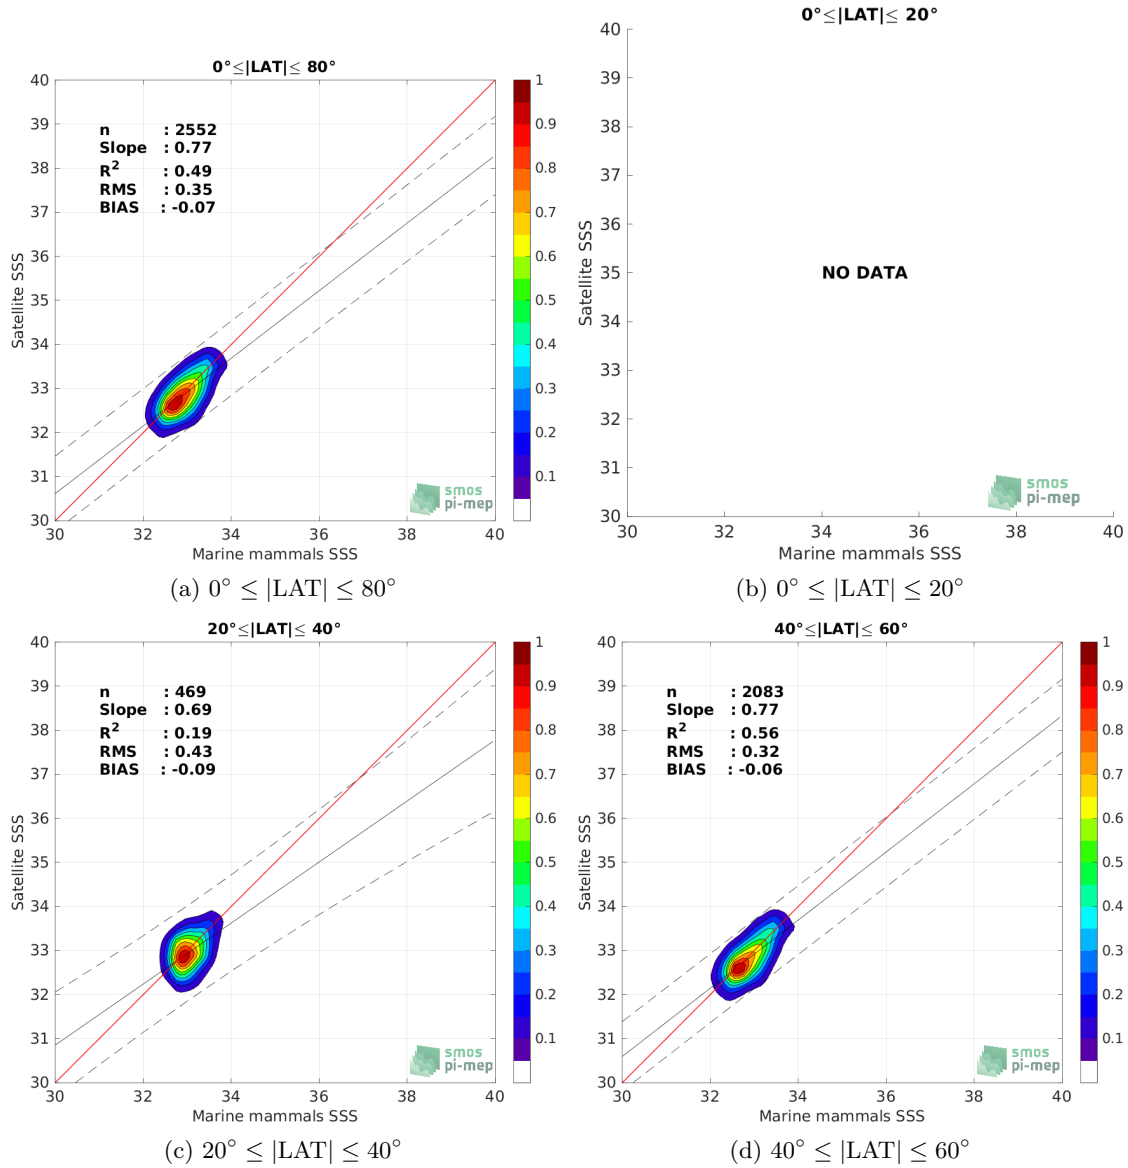 0°≤|LAT|≤ 80°
n : 2552
Slope : 0.77
R² : 0.49
RMS : 0.35
BIAS : -0.07
40
39
38
37
36
35
34
33
32
31
30
Satellite SSS
30 32 34 36 38 40
Marine mammals SSS
1
0.9
0.8
0.7
0.6
0.5
0.4
0.3
0.2
0.1
smos
pi-mep
(a) 0° ≤ |LAT| ≤ 80°
0°≤|LAT|≤ 20°
40
39
38
37
36
35
34
33
32
31
30
Satellite SSS
NO DATA
smos
pi-mep
30 32 34 36 38 40
Marine mammals SSS
(b) 0° ≤ |LAT| ≤ 20°
20°≤|LAT|≤ 40°
n : 469
Slope : 0.69
R² : 0.19
RMS : 0.43
BIAS : -0.09
40
39
38
37
36
35
34
33
32
31
30
Satellite SSS
30 32 34 36 38 40
Marine mammals SSS
1
0.9
0.8
0.7
0.6
0.5
0.4
0.3
0.2
0.1
smos
pi-mep
(c) 20° ≤ |LAT| ≤ 40°
40°≤|LAT|≤ 60°
n : 2083
Slope : 0.77
R² : 0.56
RMS : 0.32
BIAS : -0.06
40
39
38
37
36
35
34
33
32
31
30
Satellite SSS
30 32 34 36 38 40
Marine mammals SSS
1
0.9
0.8
0.7
0.6
0.5
0.4
0.3
0.2
0.1
smos
pi-mep
(d) 40° ≤ |LAT| ≤ 60°